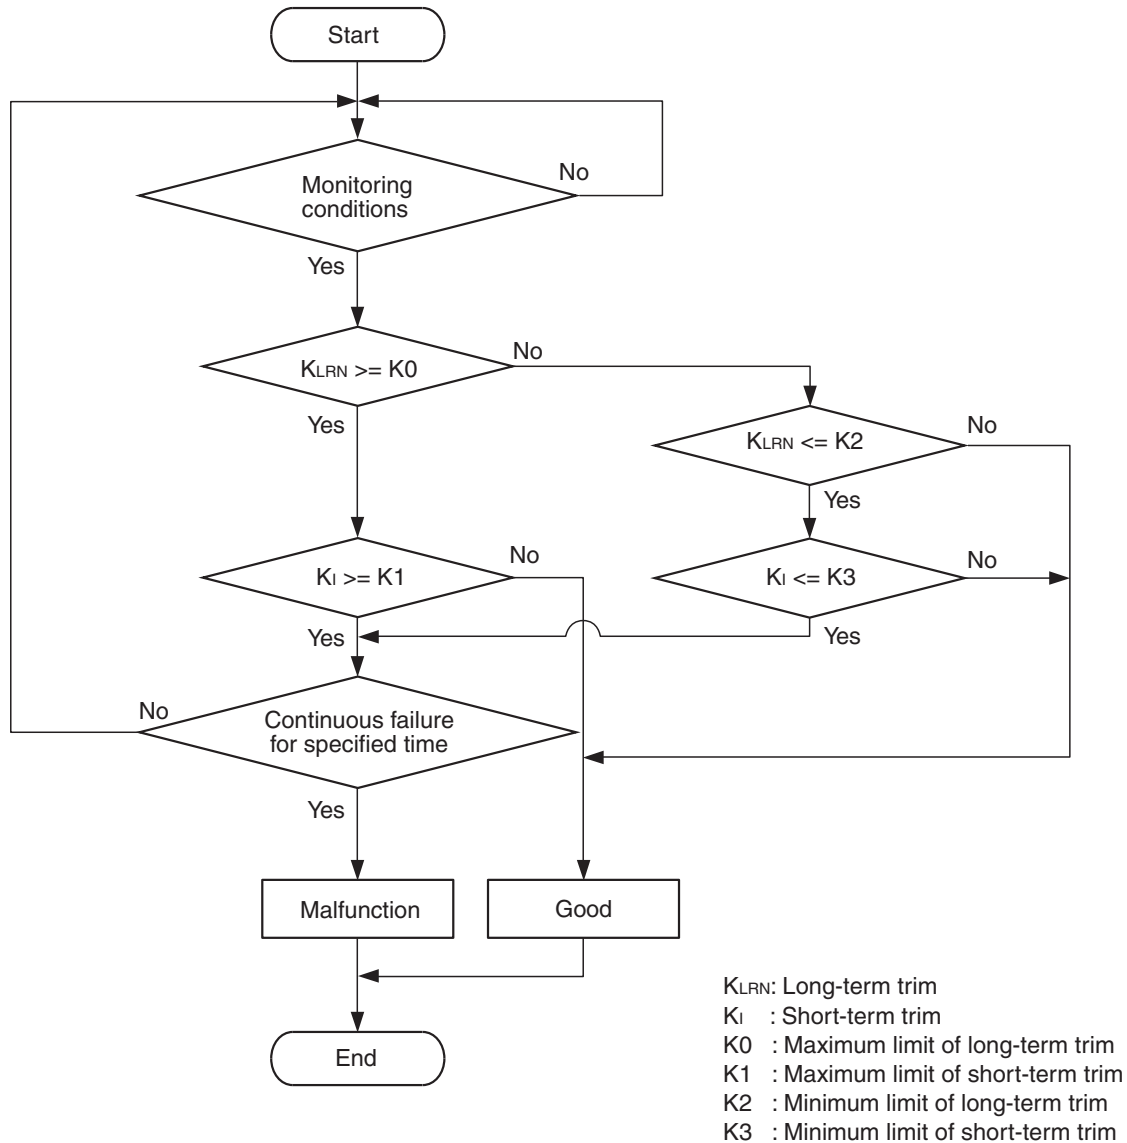 Start
No
Monitoring
conditions
Yes
KLRN >= K0
No
Yes
KLRN <= K2
No
Yes
KI >= K1
No
KI <= K3
No
Yes
Yes
No
Continuous failure
for specified time
Yes
Malfunction
Good
End
KLRN: Long-term trim
KI : Short-term trim
K0 : Maximum limit of long-term trim
K1 : Maximum limit of short-term trim
K2 : Minimum limit of long-term trim
K3 : Minimum limit of short-term trim